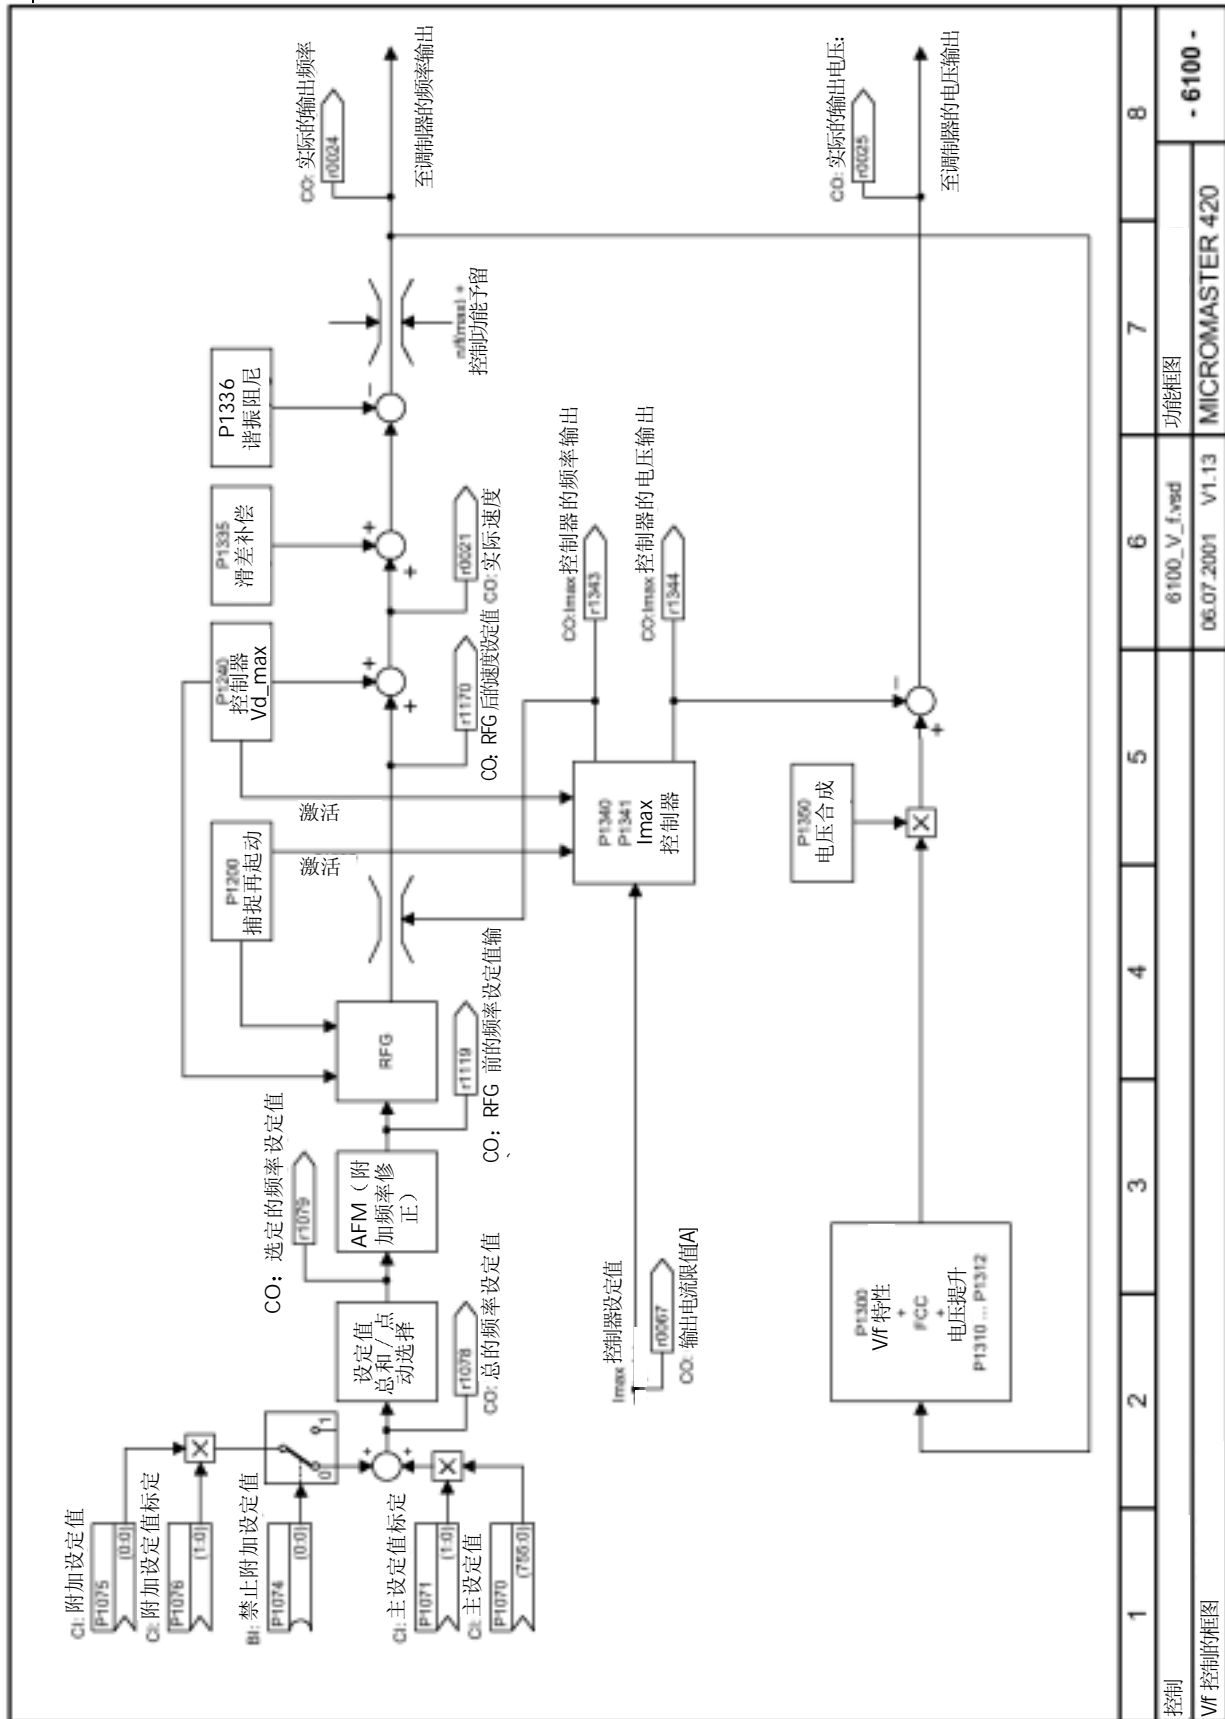 CI: 附加设定值
P1075
(0:0)
CI: 附加设定值标定
P1076
(1:0)
BI: 禁止附加设定值
P1074
(0:0)
CI: 主设定值标定
P1071
(1:0)
CI: 主设定值
P1070
(755:0)
0
1
+
+
r1078
CO: 总的频率设定值
设定值
总和 / 点
动选择
CO: 选定的频率设定值
r1079
AFM（附
加频率修
正）
r1119
CO: RFG 前的频率设定值输
、
RFG
P1200
捕捉再起动
激活
激活
P1240
控制器
Vd_max
+
+
r1170
CO: RFG 后的速度设定值
r0021
CO: 实际速度
P1335
滑差补偿
+
+
P1336
谐振阻尼
–
n/f(max) +
控制功能予留
CO: 实际的输出频率
r0024
至调制器的频率输出
Imax 控制器设定值
r0067
CO: 输出电流限值[A]
P1340
P1341
Imax
控制器
CO:Imax 控制器的频率输出
r1343
CO:Imax 控制器的电压输出
r1344
P1300
V/f 特性
+
FCC
+
电压提升
P1310 ... P1312
P1350
电压合成
–
+
CO: 实际的输出电压:
r0025
至调制器的电压输出
1 2 3 4 5 6 7 8
控制
6100_V_f.vsd
功能框图
- 6100 -
V/f 控制的框图
06.07.2001 V1.13
MICROMASTER 420